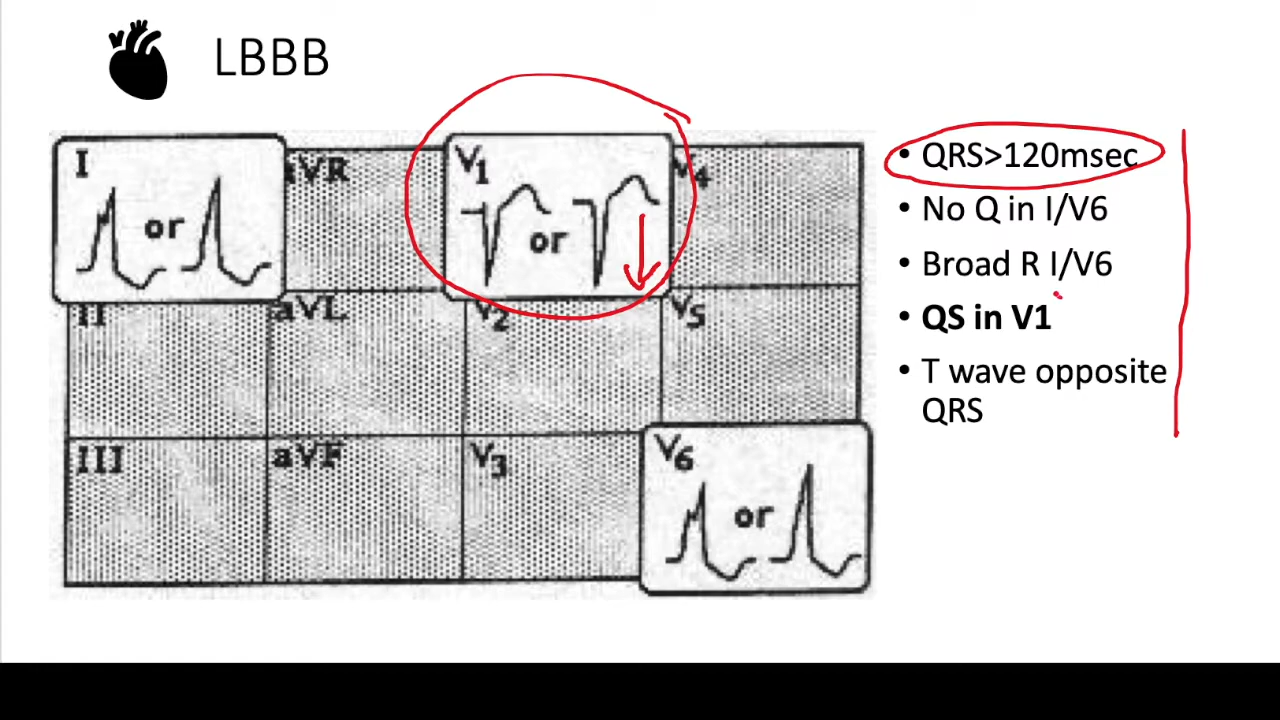 LBBB
I
or
aVR
V1
or
V4
II
aVL
V2
V5
III
aVF
V3
V6
or
• QRS>120msec
• No Q in I/V6
• Broad R I/V6
• QS in V1
• T wave opposite
QRS